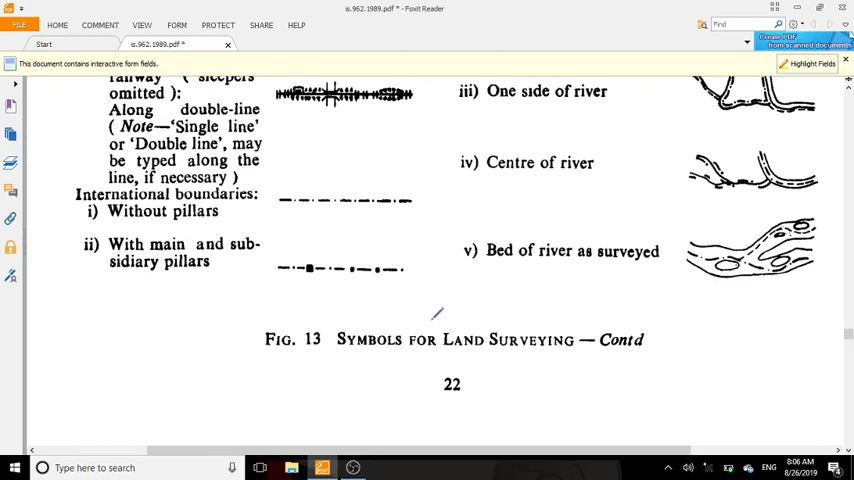 is.962.1989.pdf * - Foxit Reader
FILE
HOME
COMMENT
VIEW
FORM
PROTECT
SHARE
HELP
Find
Start
is.962.1989.pdf *
Create PDF
from scanned documents
This document contains interactive form fields.
Highlight Fields
railway ( sleepers
omitted ):
Along double-line
( Note—'Single line'
or 'Double line', may
be typed along the
line, if necessary )
International boundaries:
i) Without pillars
ii) With main and sub-
sidiary pillars
iii) One side of river
iv) Centre of river
v) Bed of river as surveyed
FIG. 13 SYMBOLS FOR LAND SURVEYING — Contd
22
Type here to search
ENG
8:06 AM
8/26/2019
4